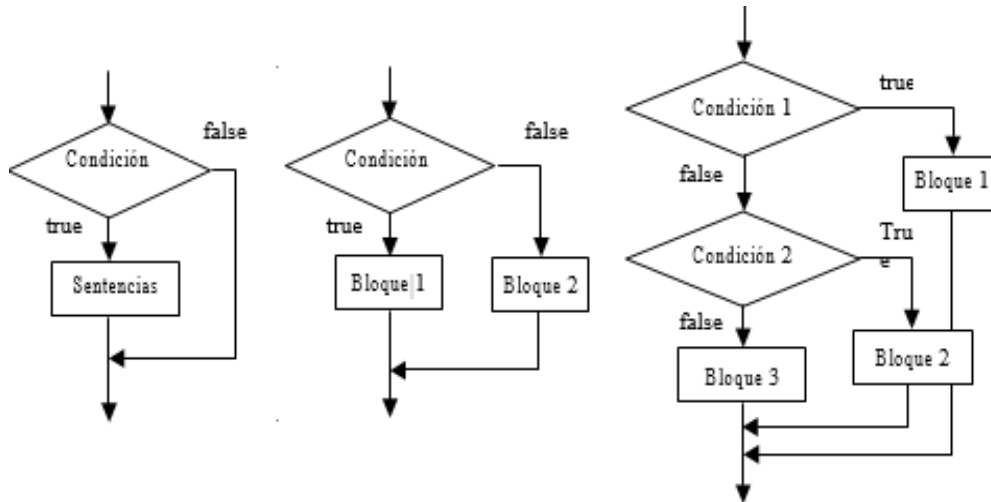 false
Condición
true
Sentencias
false
Condición
true
Bloque 1
Bloque 2
true
Condición 1
false
Bloque 1
Tru
e
Condición 2
false
Bloque 2
Bloque 3